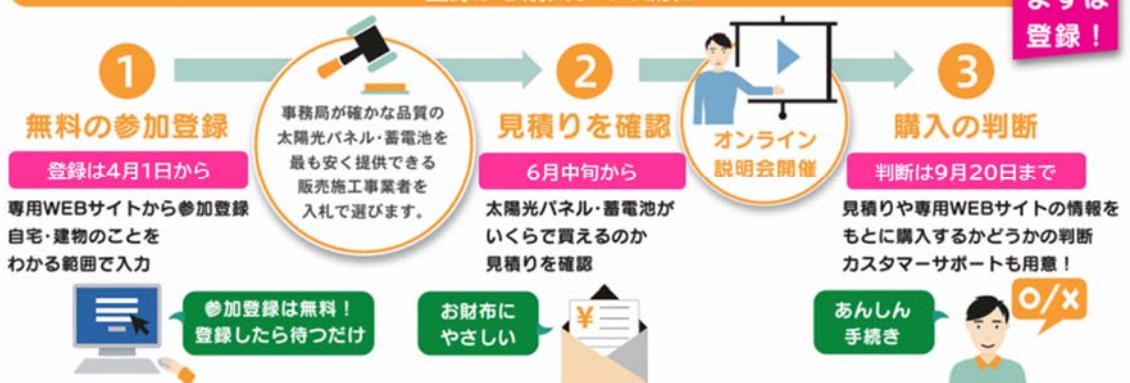 まずは
登録！
1
無料の参加登録
登録は4月1日から
専用WEBサイトから参加登録
自宅・建物のことを
わかる範囲で入力
参加登録は無料！
登録したら待つだけ
事務局が確かな品質の
太陽光パネル・蓄電池を
最も安く提供できる
販売施工事業者を
入札で選びます。
2
見積りを確認
6月中旬から
太陽光パネル・蓄電池が
いくらで買えるのか
見積りを確認
お財布に
やさしい
¥
オンライン
説明会開催
3
購入の判断
判断は9月20日まで
見積りや専用WEBサイトの情報を
もとに購入するかどうかの判断
カスタマーサポートも用意！
あんしん
手続き
O/X